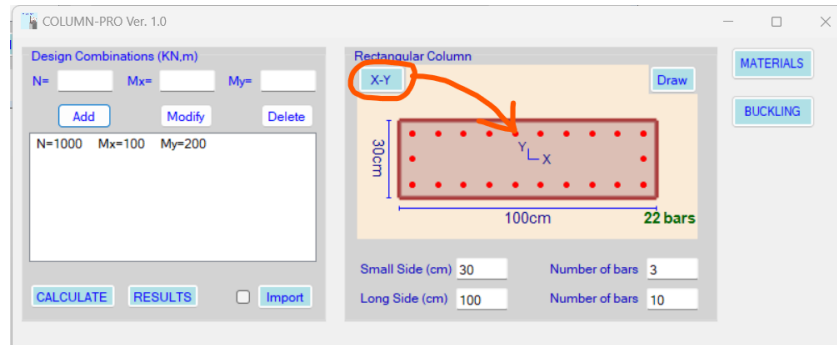 COLUMN-PRO Ver. 1.0
Design Combinations (KN,m)
N= Mx= My=
Add Modify Delete
N=1000 Mx=100 My=200
CALCULATE RESULTS Import
Rectangular Column
X-Y Draw
30cm
Y
X
100cm 22 bars
Small Side (cm) 30 Number of bars 3
Long Side (cm) 100 Number of bars 10
MATERIALS
BUCKLING